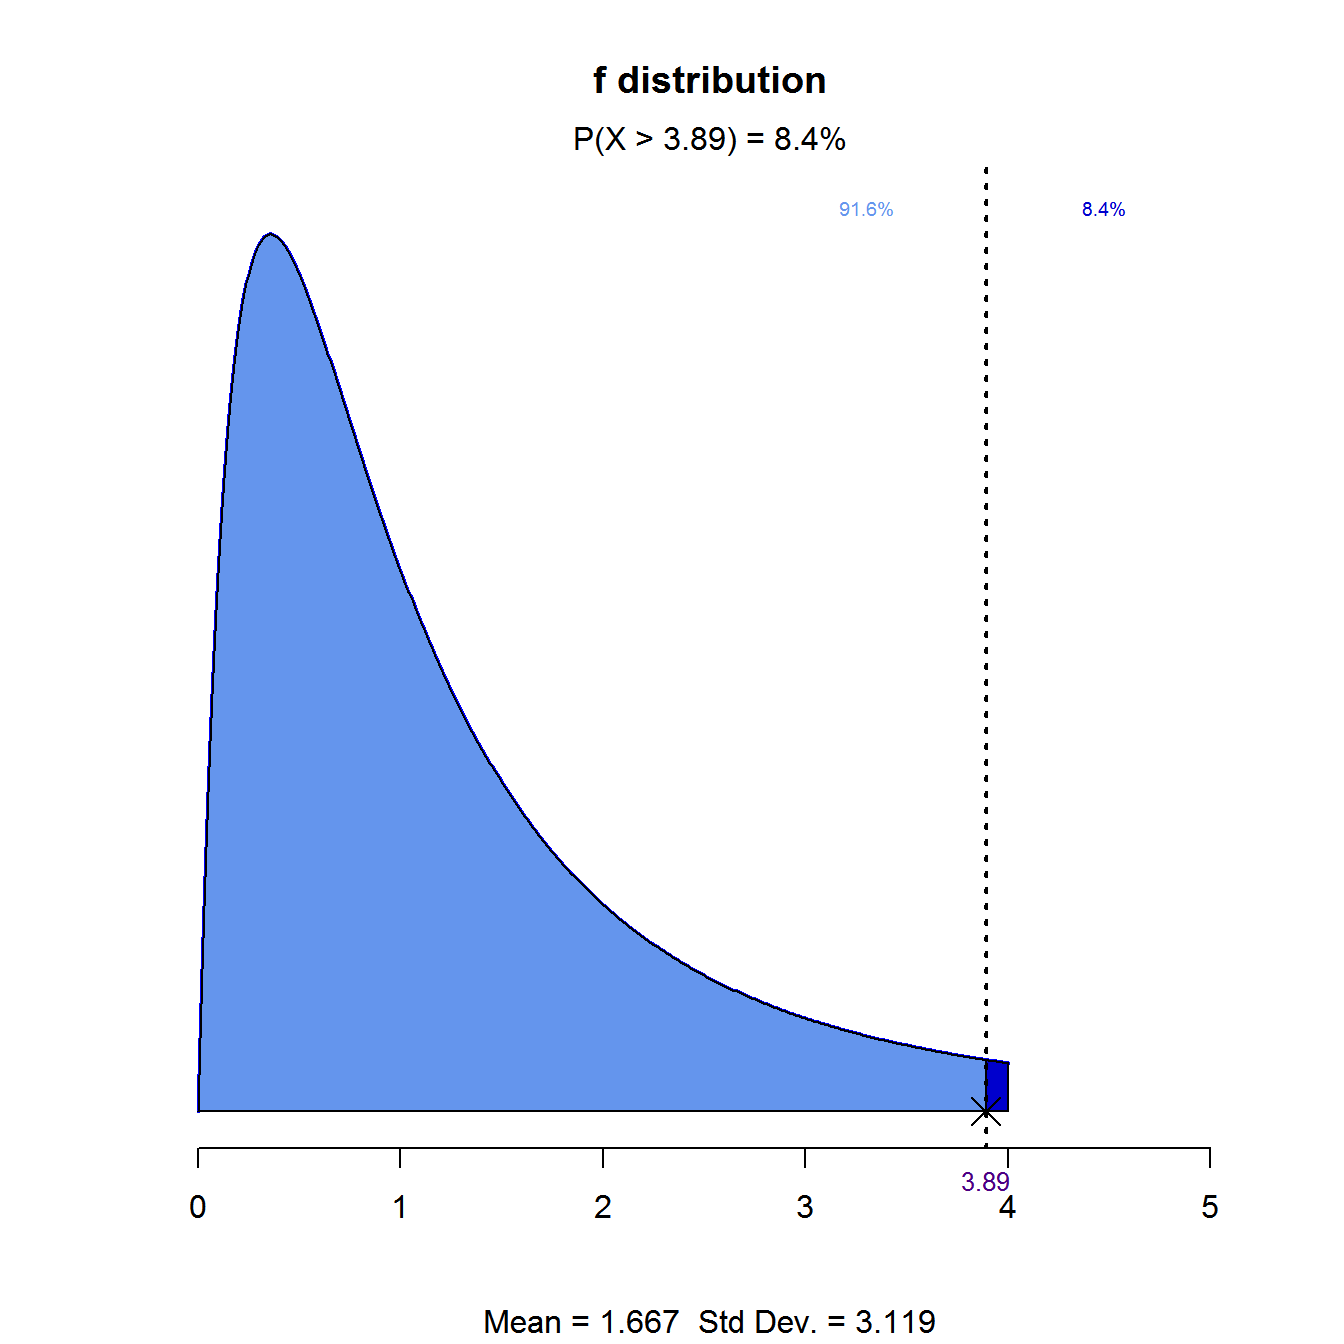 f distribution
P(X > 3.89) = 8.4%
91.6% 8.4%
3.89
0 1 2 3 4 5
Mean = 1.667 Std Dev. = 3.119